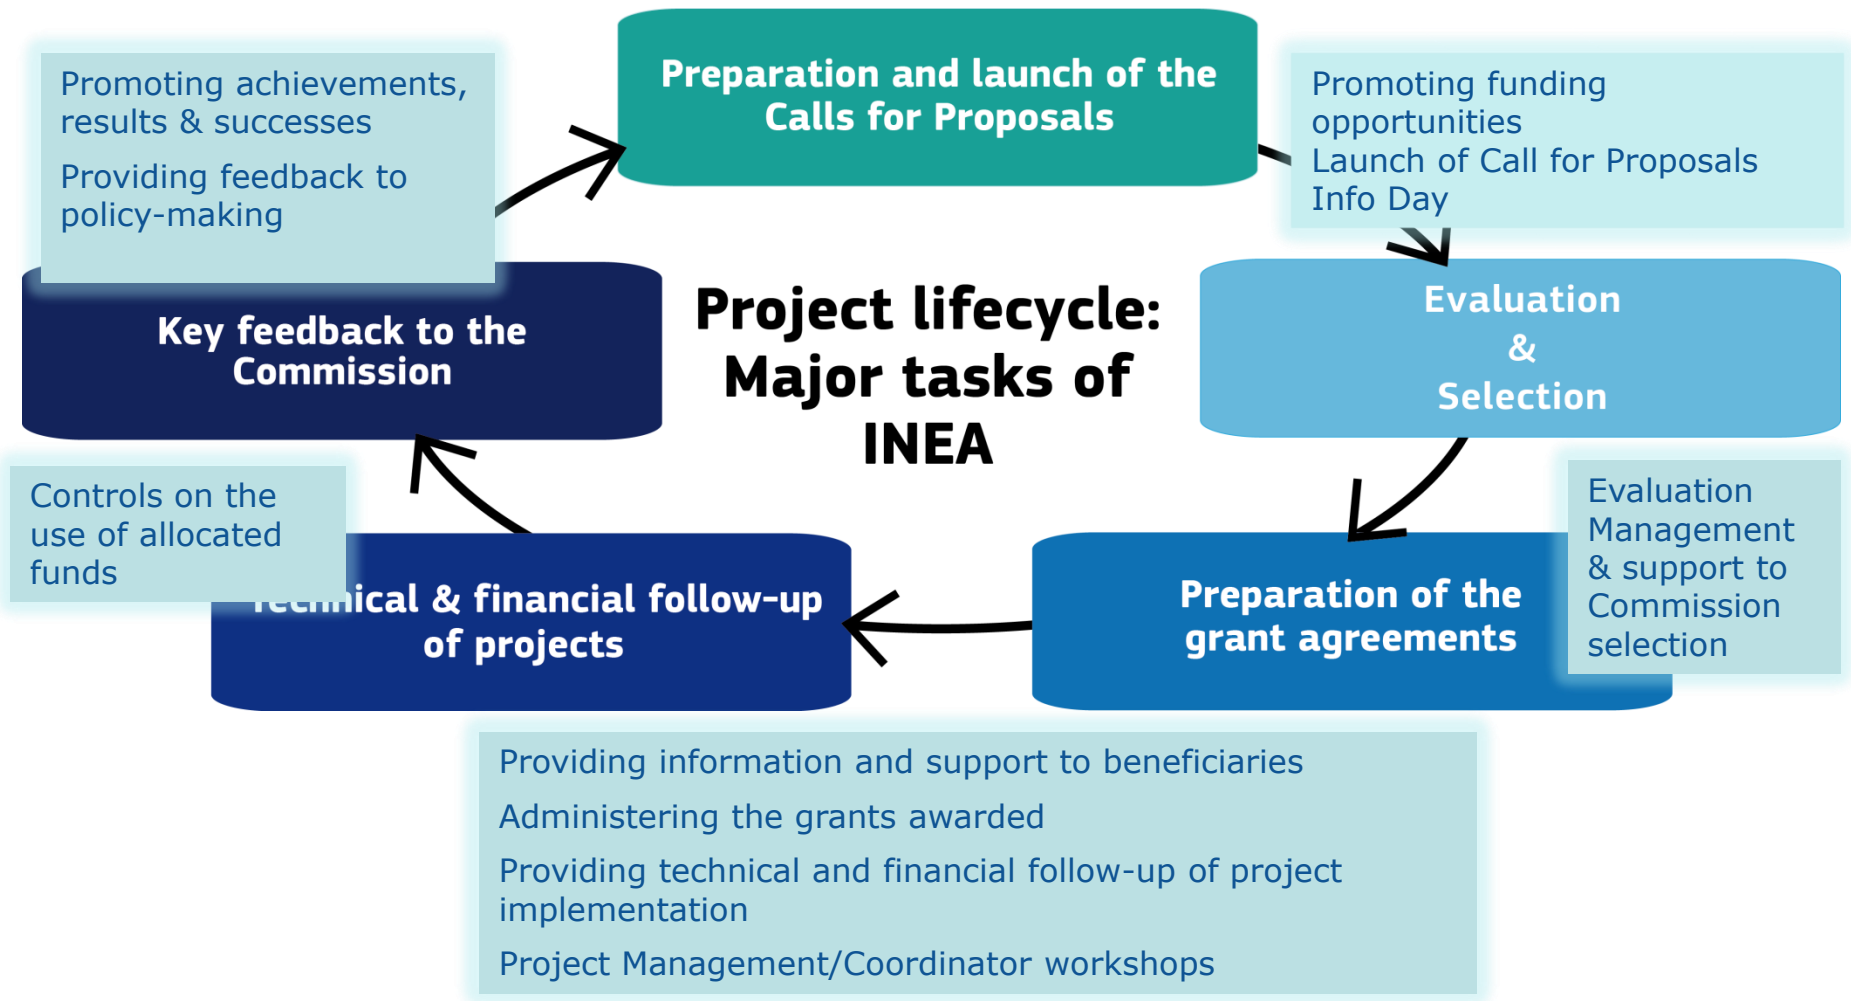 Preparation and launch of the
Calls for Proposals
Promoting achievements,
results & successes
Providing feedback to
policy-making
Promoting funding
opportunities
Launch of Call for Proposals
Info Day
Project lifecycle:
Major tasks of
INEA
Key feedback to the
Commission
Evaluation
&
Selection
Controls on the
use of allocated
funds
Technical & financial follow-up
of projects
Preparation of the
grant agreements
Evaluation
Management
& support to
Commission
selection
Providing information and support to beneficiaries
Administering the grants awarded
Providing technical and financial follow-up of project
implementation
Project Management/Coordinator workshops